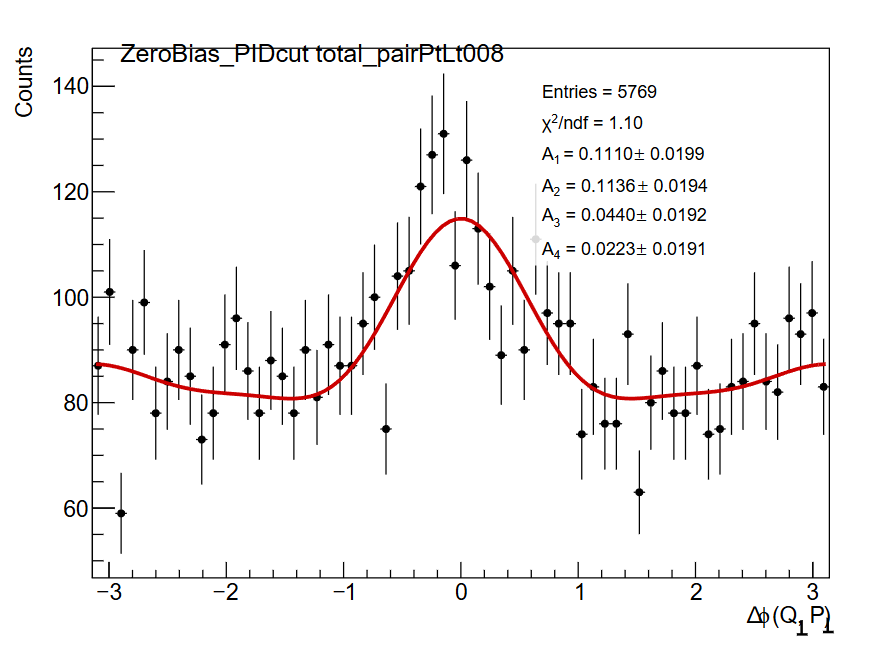 ZeroBias_PIDcut total_pairPtLt008
Counts
Entries = 5769
χ²/ndf = 1.10
A₁ = 0.1110± 0.0199
A₂ = 0.1136± 0.0194
A₃ = 0.0440± 0.0192
A₄ = 0.0223± 0.0191
140
120
100
80
60
−3 −2 −1 0 1 2 3
Δϕ (Q⊥, P⊥)